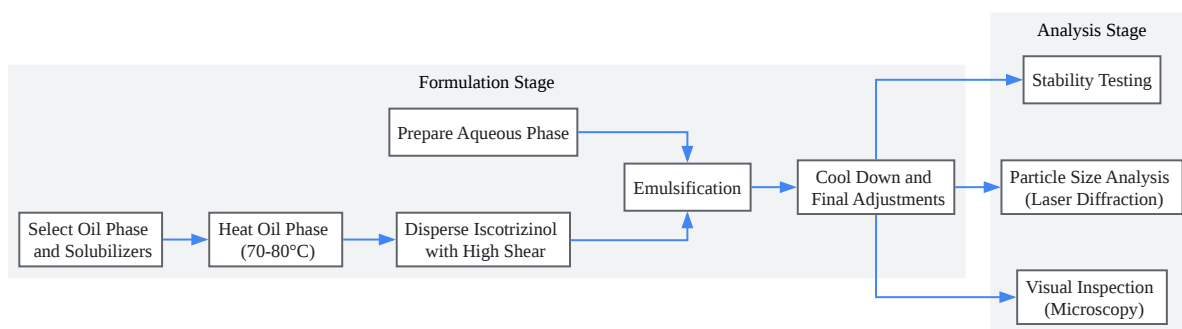 Formulation Stage
Prepare Aqueous Phase
Select Oil Phase
and Solubilizers
Heat Oil Phase
(70-80°C)
Disperse Iscotrizinol
with High Shear
Emulsification
Cool Down and
Final Adjustments
Analysis Stage
Stability Testing
Particle Size Analysis
(Laser Diffraction)
Visual Inspection
(Microscopy)